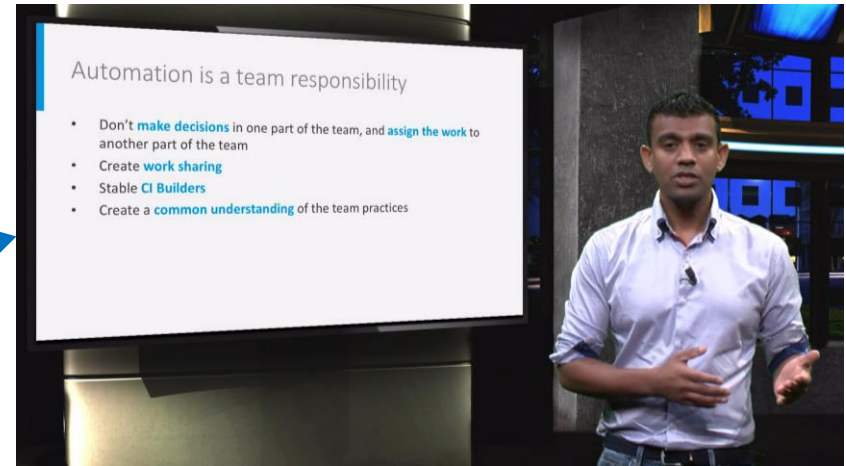 Automation is a team responsibility
• Don't make decisions in one part of the team, and assign the work to
another part of the team
• Create work sharing
• Stable CI Builders
• Create a common understanding of the team practices